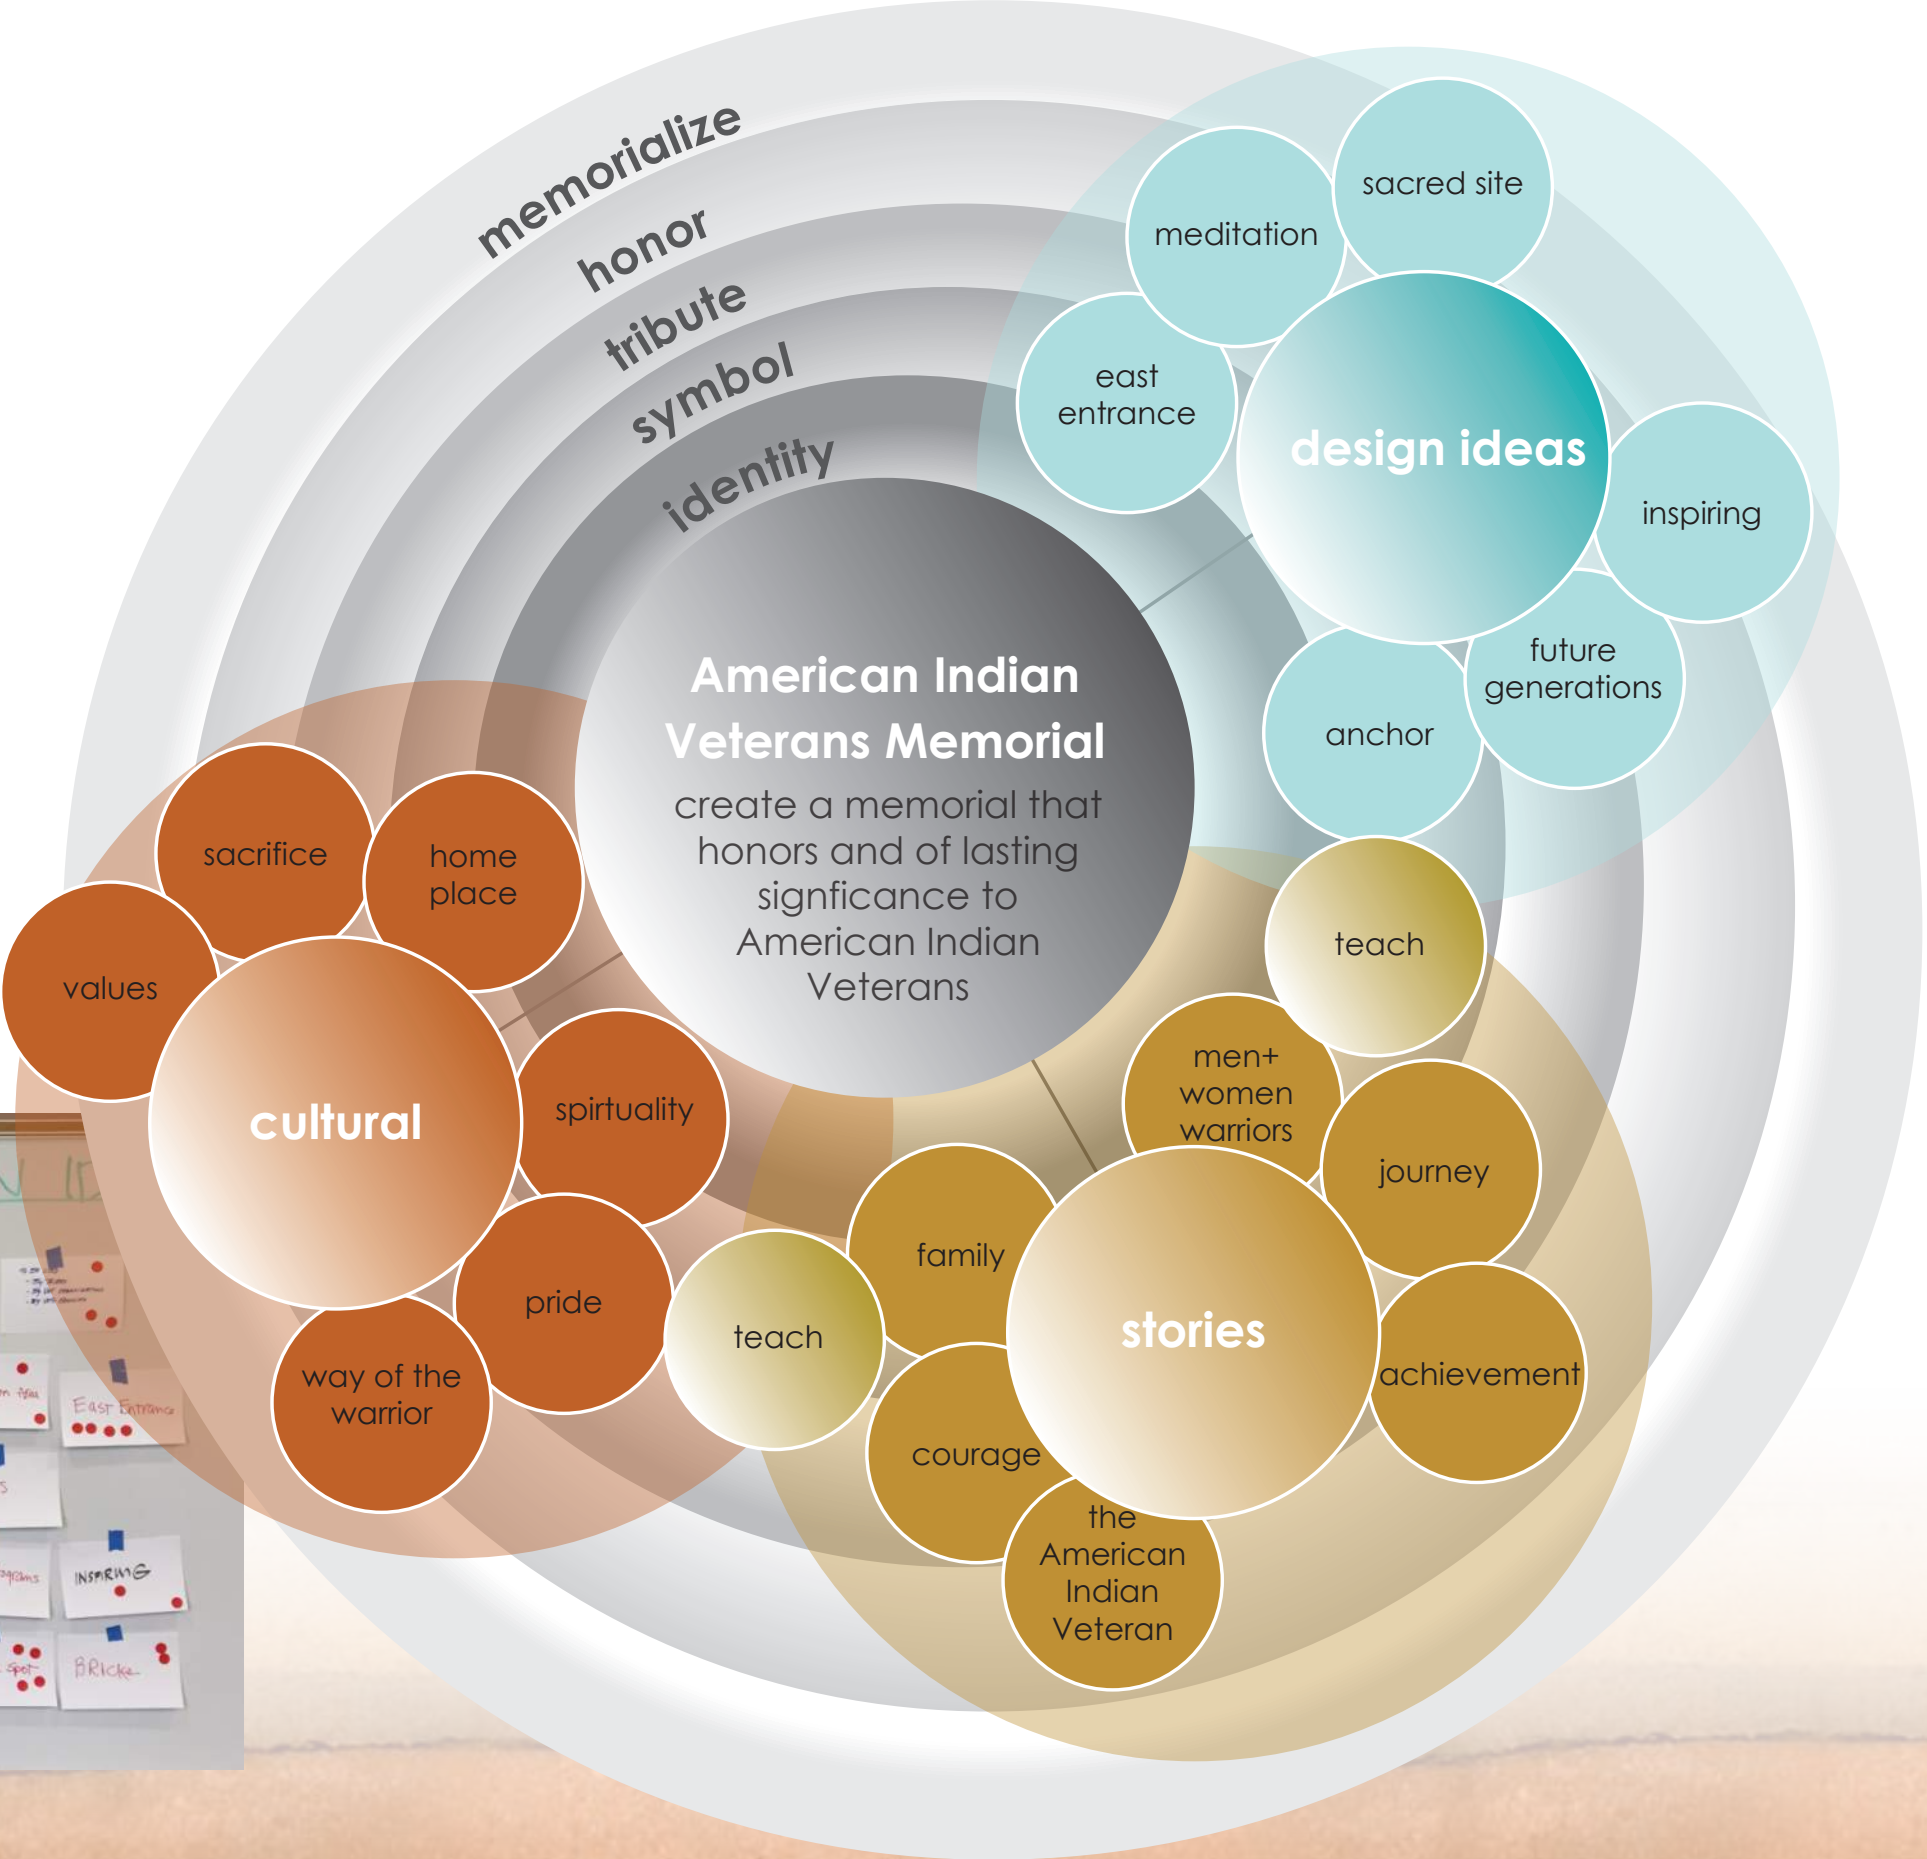 memorialize
honor
tribute
symbol
identity
American Indian
Veterans Memorial
create a memorial that
honors and of lasting
signficance to
American Indian
Veterans
design ideas
sacred site
meditation
east
entrance
inspiring
future
generations
anchor
teach
cultural
sacrifice
home
place
values
spirtuality
pride
way of the
warrior
teach
stories
men+
women
warriors
journey
achievement
family
courage
the
American
Indian
Veteran
East Entrance
INSPIRING
spot
BRICKS